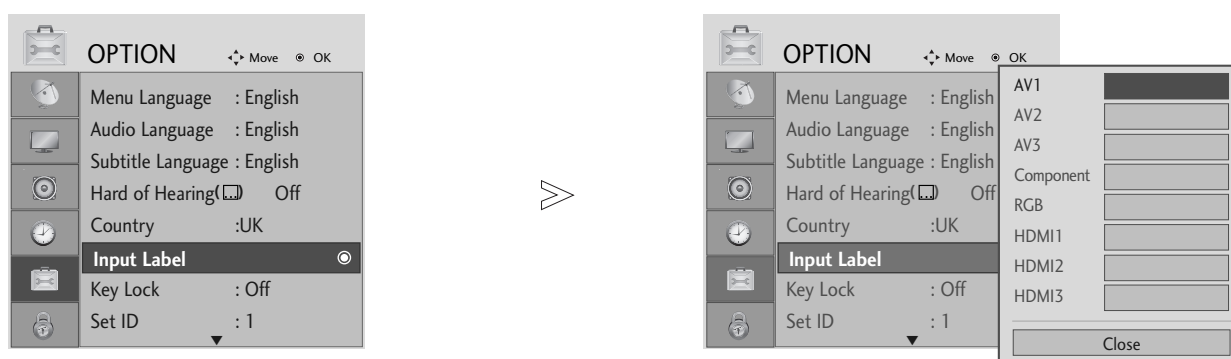 OPTION Move OK
Menu Language : English
Audio Language : English
Subtitle Language : English
Hard of Hearing( ) Off
Country :UK
Input Label
Key Lock : Off
Set ID : 1
OPTION Move OK
Menu Language : English
Audio Language : English
Subtitle Language : English
Hard of Hearing( ) Off
Country :UK
Input Label
Key Lock : Off
Set ID : 1
AV1
AV2
AV3
Component
RGB
HDMI1
HDMI2
HDMI3
Close